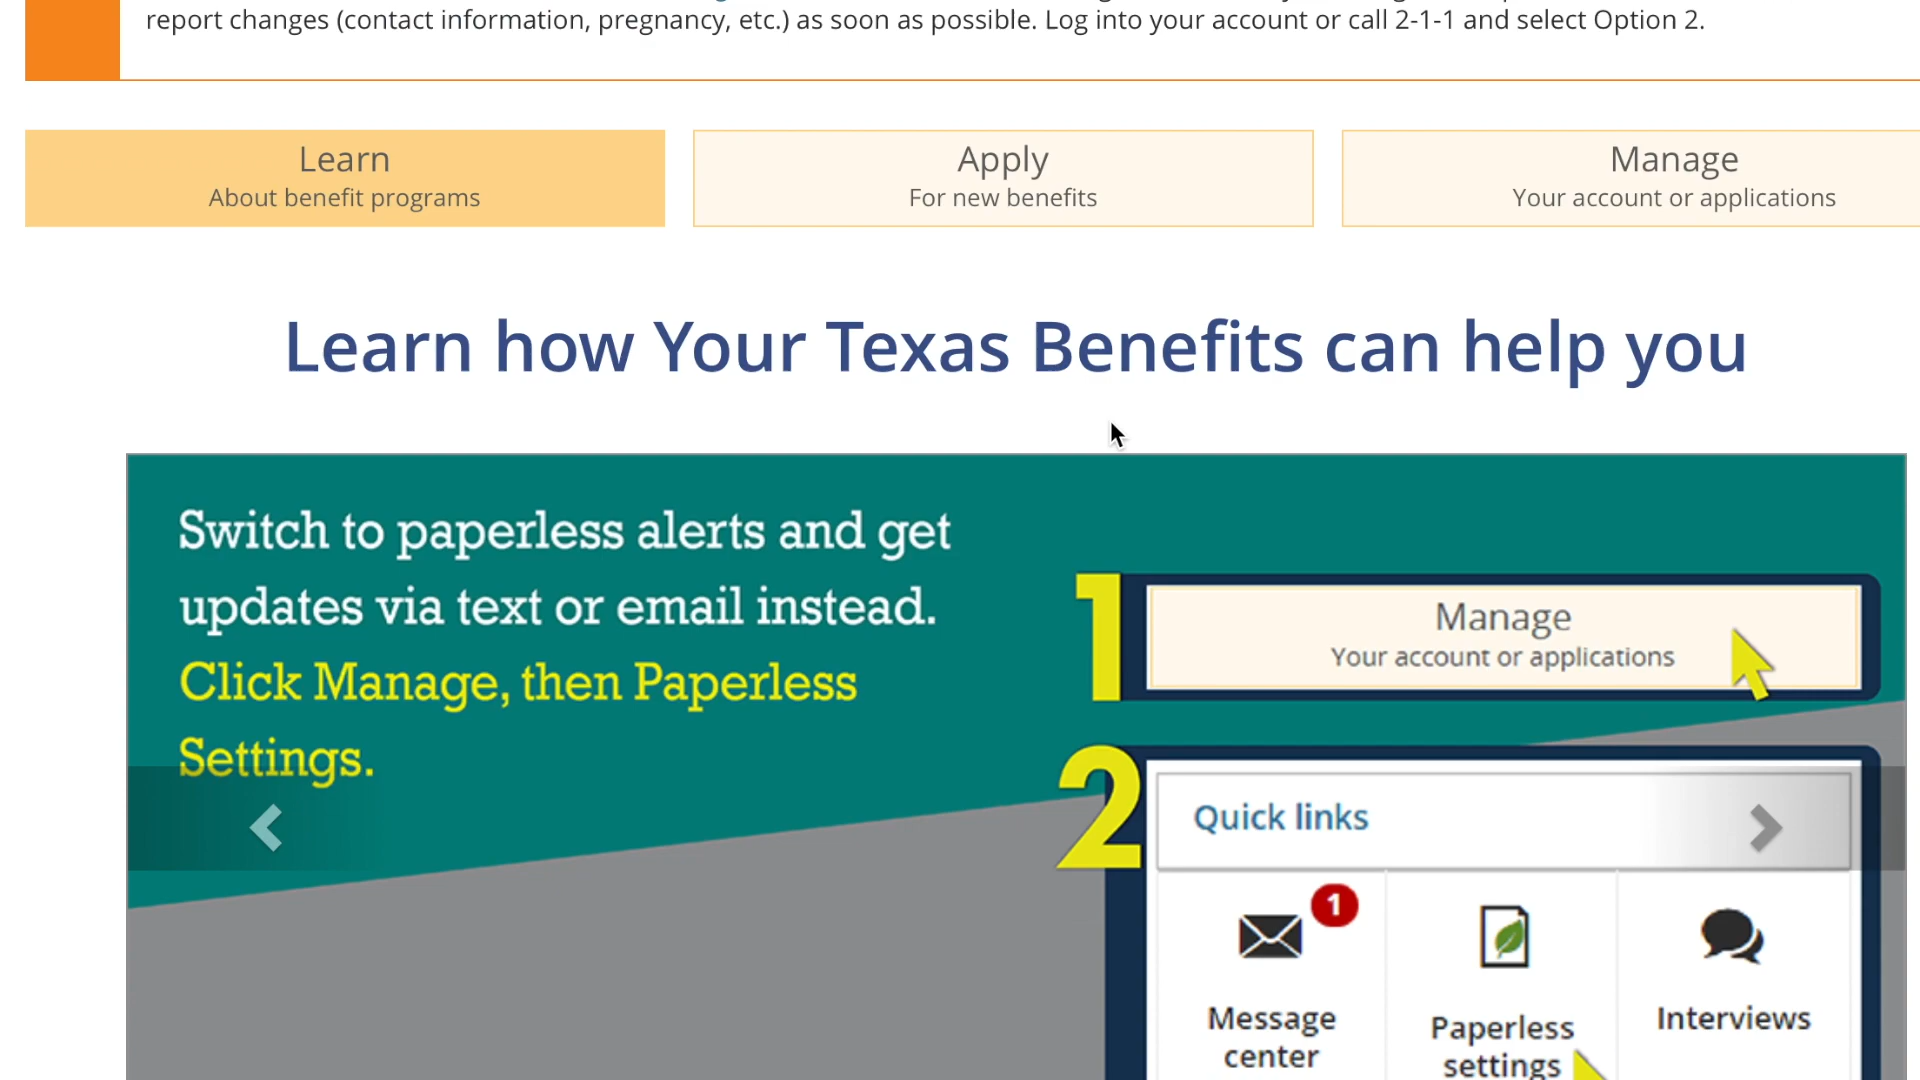 report changes (contact information, pregnancy, etc.) as soon as possible. Log into your account or call 2-1-1 and select Option 2.
Learn
About benefit programs
Apply
For new benefits
Manage
Your account or applications
Learn how Your Texas Benefits can help you
Switch to paperless alerts and get
updates via text or email instead.
Click Manage, then Paperless
Settings.
1
Manage
Your account or applications
2
Quick links
1
Message
center
Paperless
settings
Interviews